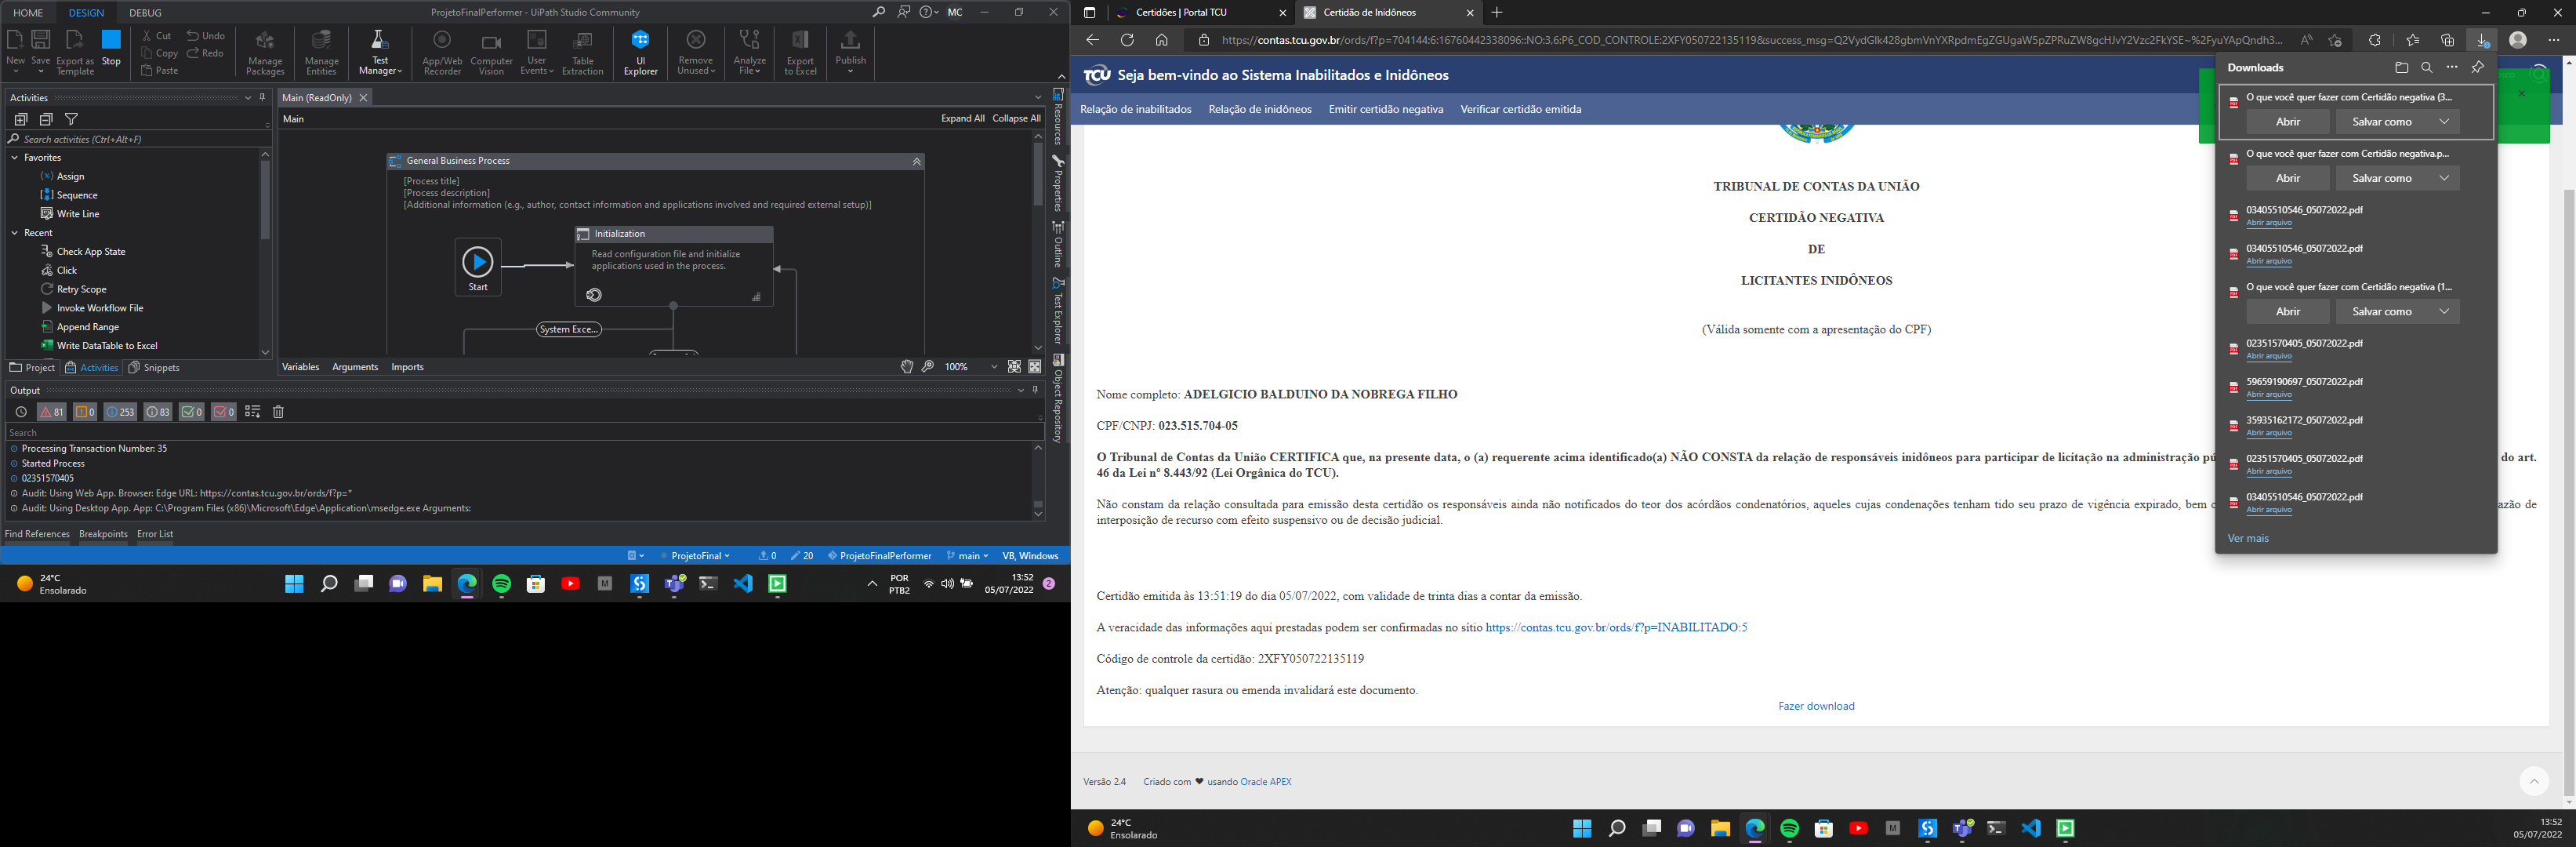 HOME DESIGN DEBUG
ProjetoFinalPerformer - UiPath Studio Community
MC
New
Save
Export as Template
Stop
Cut
Copy
Paste
Undo
Redo
Manage Packages
Manage Entities
Test Manager
App/Web Recorder
Computer Vision
User Events
Table Extraction
UI Explorer
Remove Unused
Analyze File
Export to Excel
Publish
Activities
Search activities (Ctrl+Alt+F)
Favorites
Assign
Sequence
Write Line
Recent
Check App State
Click
Retry Scope
Invoke Workflow File
Append Range
Write DataTable to Excel
Project Activities Snippets
Main (ReadOnly)
Main
Expand All Collapse All
General Business Process
[Process title]
[Process description]
[Additional information (e.g., author, contact information and applications involved and required external setup)]
Start
Initialization
Read configuration file and initialize
applications used in the process.
System Exce...
Variables Arguments Imports
100%
Resources
Properties
Outline
Test Explorer
Object Repository
Output
81 0 253 83 0 0
Search
Processing Transaction Number: 35
Started Process
02351570405
Audit: Using Web App. Browser: Edge URL: https://contas.tcu.gov.br/ords/f?p=*
Audit: Using Desktop App. App: C:\Program Files (x86)\Microsoft\Edge\Application\msedge.exe Arguments:
Find References Breakpoints Error List
ProjetoFinal 0 20 ProjetoFinalPerformer main VB, Windows
24°C
Ensolarado
POR
PTB2
13:52
05/07/2022
2
Certidões | Portal TCU
Certidão de Inidôneos
https://contas.tcu.gov.br/ords/f?p=704144:6:16760442338096::NO:3,6:P6_COD_CONTROLE:2XFY050722135119&success_msg=Q2VydGlk428gbmVnYXRpdmEgZGUgaW5pZPRuZW8gcHJvY2Vzc2FkYSE~%2FyuYApQndh3...
TCU Seja bem-vindo ao Sistema Inabilitados e Inidôneos
Relação de inabilitados Relação de inidôneos Emitir certidão negativa Verificar certidão emitida
TRIBUNAL DE CONTAS DA UNIÃO
CERTIDÃO NEGATIVA
DE
LICITANTES INIDÔNEOS
(Válida somente com a apresentação do CPF)
Nome completo: ADELGICIO BALDUINO DA NOBREGA FILHO
CPF/CNPJ: 023.515.704-05
O Tribunal de Contas da União CERTIFICA que, na presente data, o (a) requerente acima identificado(a) NÃO CONSTA da relação de responsáveis inidôneos para participar de licitação na administração pú do art.
46 da Lei nº 8.443/92 (Lei Orgânica do TCU).
Não constam da relação consultada para emissão desta certidão os responsáveis ainda não notificados do teor dos acórdãos condenatórios, aqueles cujas condenações tenham tido seu prazo de vigência expirado, bem razão de
interposição de recurso com efeito suspensivo ou de decisão judicial.
Certidão emitida às 13:51:19 do dia 05/07/2022, com validade de trinta dias a contar da emissão.
A veracidade das informações aqui prestadas podem ser confirmadas no sítio https://contas.tcu.gov.br/ords/f?p=INABILITADO:5
Código de controle da certidão: 2XFY050722135119
Atenção: qualquer rasura ou emenda invalidará este documento.
Fazer download
Versão 2.4 Criado com ❤ usando Oracle APEX
Downloads
O que você quer fazer com Certidão negativa (3...
Abrir Salvar como
O que você quer fazer com Certidão negativa.p...
Abrir Salvar como
03405510546_05072022.pdf
Abrir arquivo
03405510546_05072022.pdf
Abrir arquivo
O que você quer fazer com Certidão negativa (1...
Abrir Salvar como
02351570405_05072022.pdf
Abrir arquivo
59659190697_05072022.pdf
Abrir arquivo
35935162172_05072022.pdf
Abrir arquivo
02351570405_05072022.pdf
Abrir arquivo
03405510546_05072022.pdf
Abrir arquivo
Ver mais
24°C
Ensolarado
13:52
05/07/2022